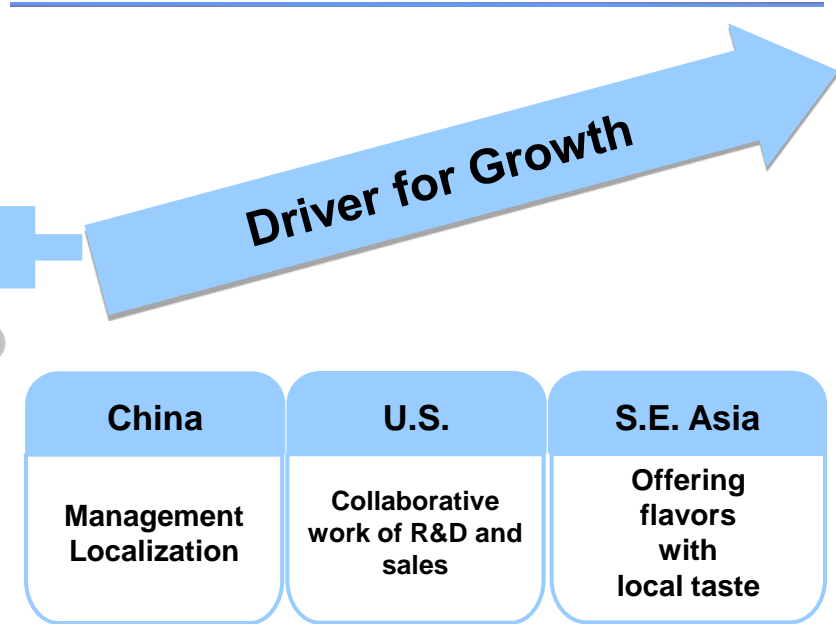 Driver for Growth
China
Management
Localization
U.S.
Collaborative
work of R&D and
sales
S.E. Asia
Offering
flavors
with
local taste